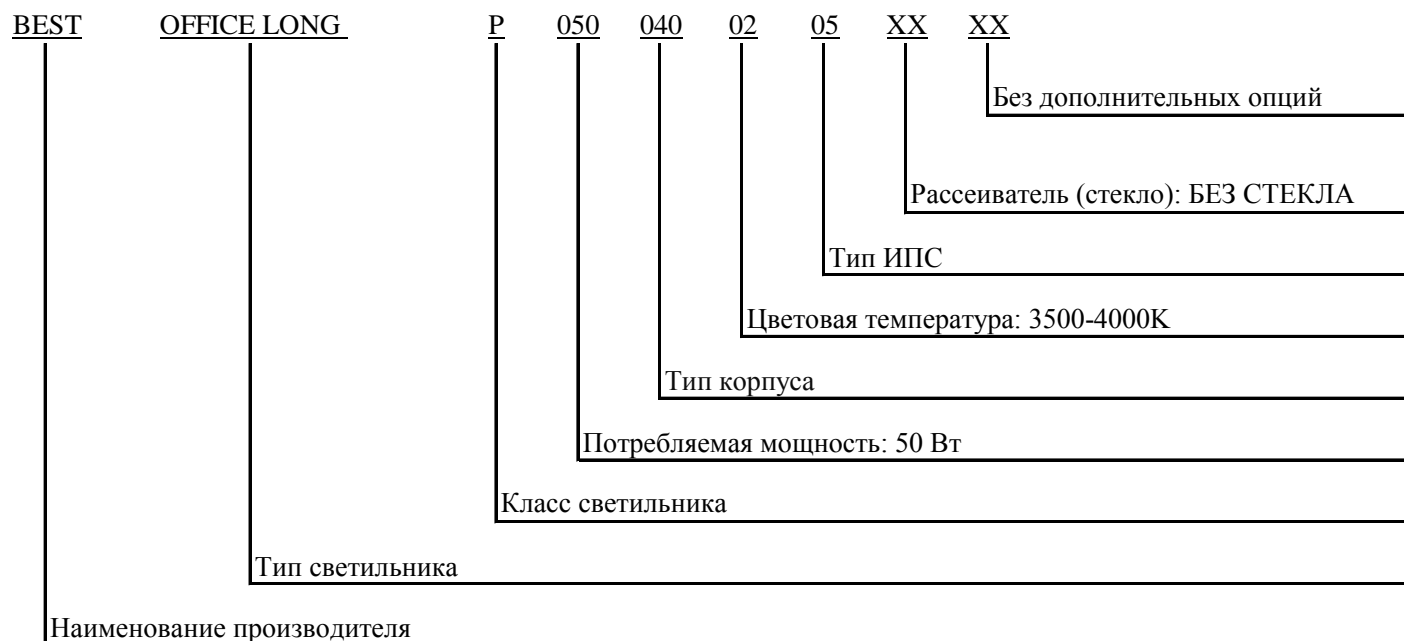 BEST OFFICE LONG P 050 040 02 05 XX XX
Без дополнительных опций
Рассеиватель (стекло): БЕЗ СТЕКЛА
Тип ИПС
Цветовая температура: 3500-4000K
Тип корпуса
Потребляемая мощность: 50 Вт
Класс светильника
Тип светильника
Наименование производителя